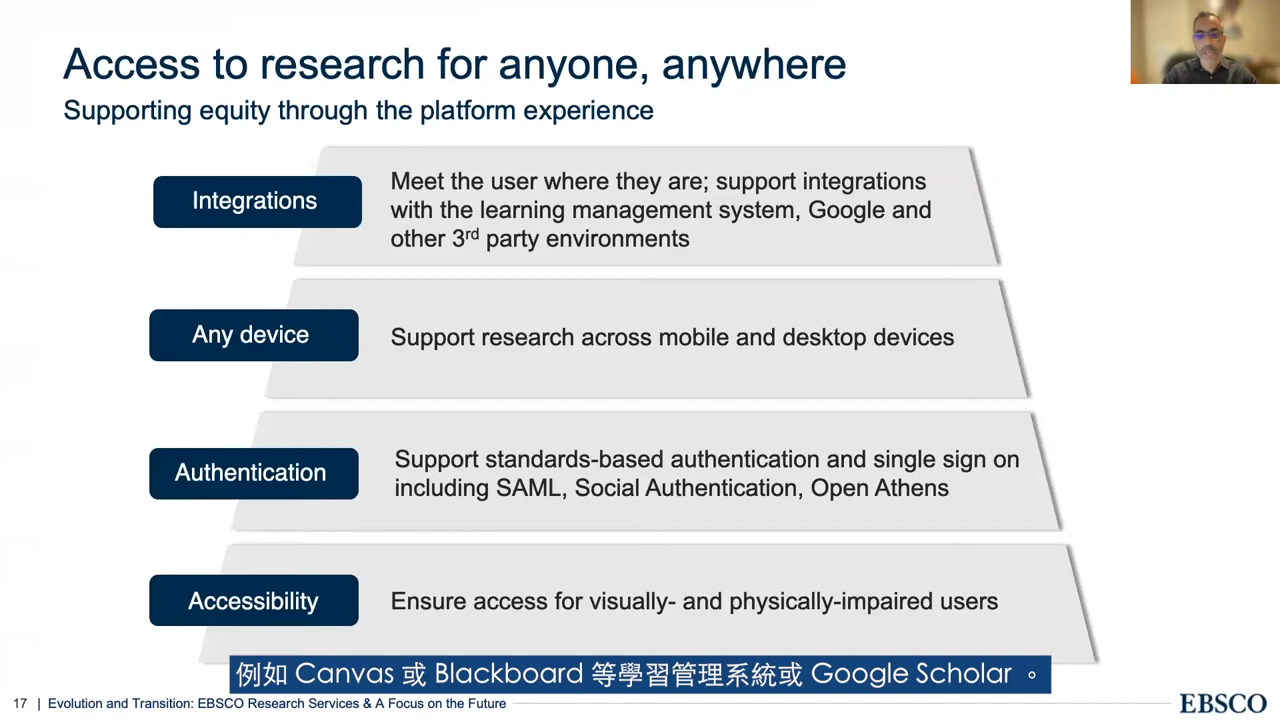 Access to research for anyone, anywhere
Supporting equity through the platform experience
Integrations
Meet the user where they are; support integrations
with the learning management system, Google and
other 3rd party environments
Any device
Support research across mobile and desktop devices
Authentication
Support standards-based authentication and single sign on
including SAML, Social Authentication, Open Athens
Accessibility
Ensure access for visually- and physically-impaired users
例如 Canvas 或 Blackboard 等學習管理系統或 Google Scholar 。
17 | Evolution and Transition: EBSCO Research Services & A Focus on the Future
EBSCO